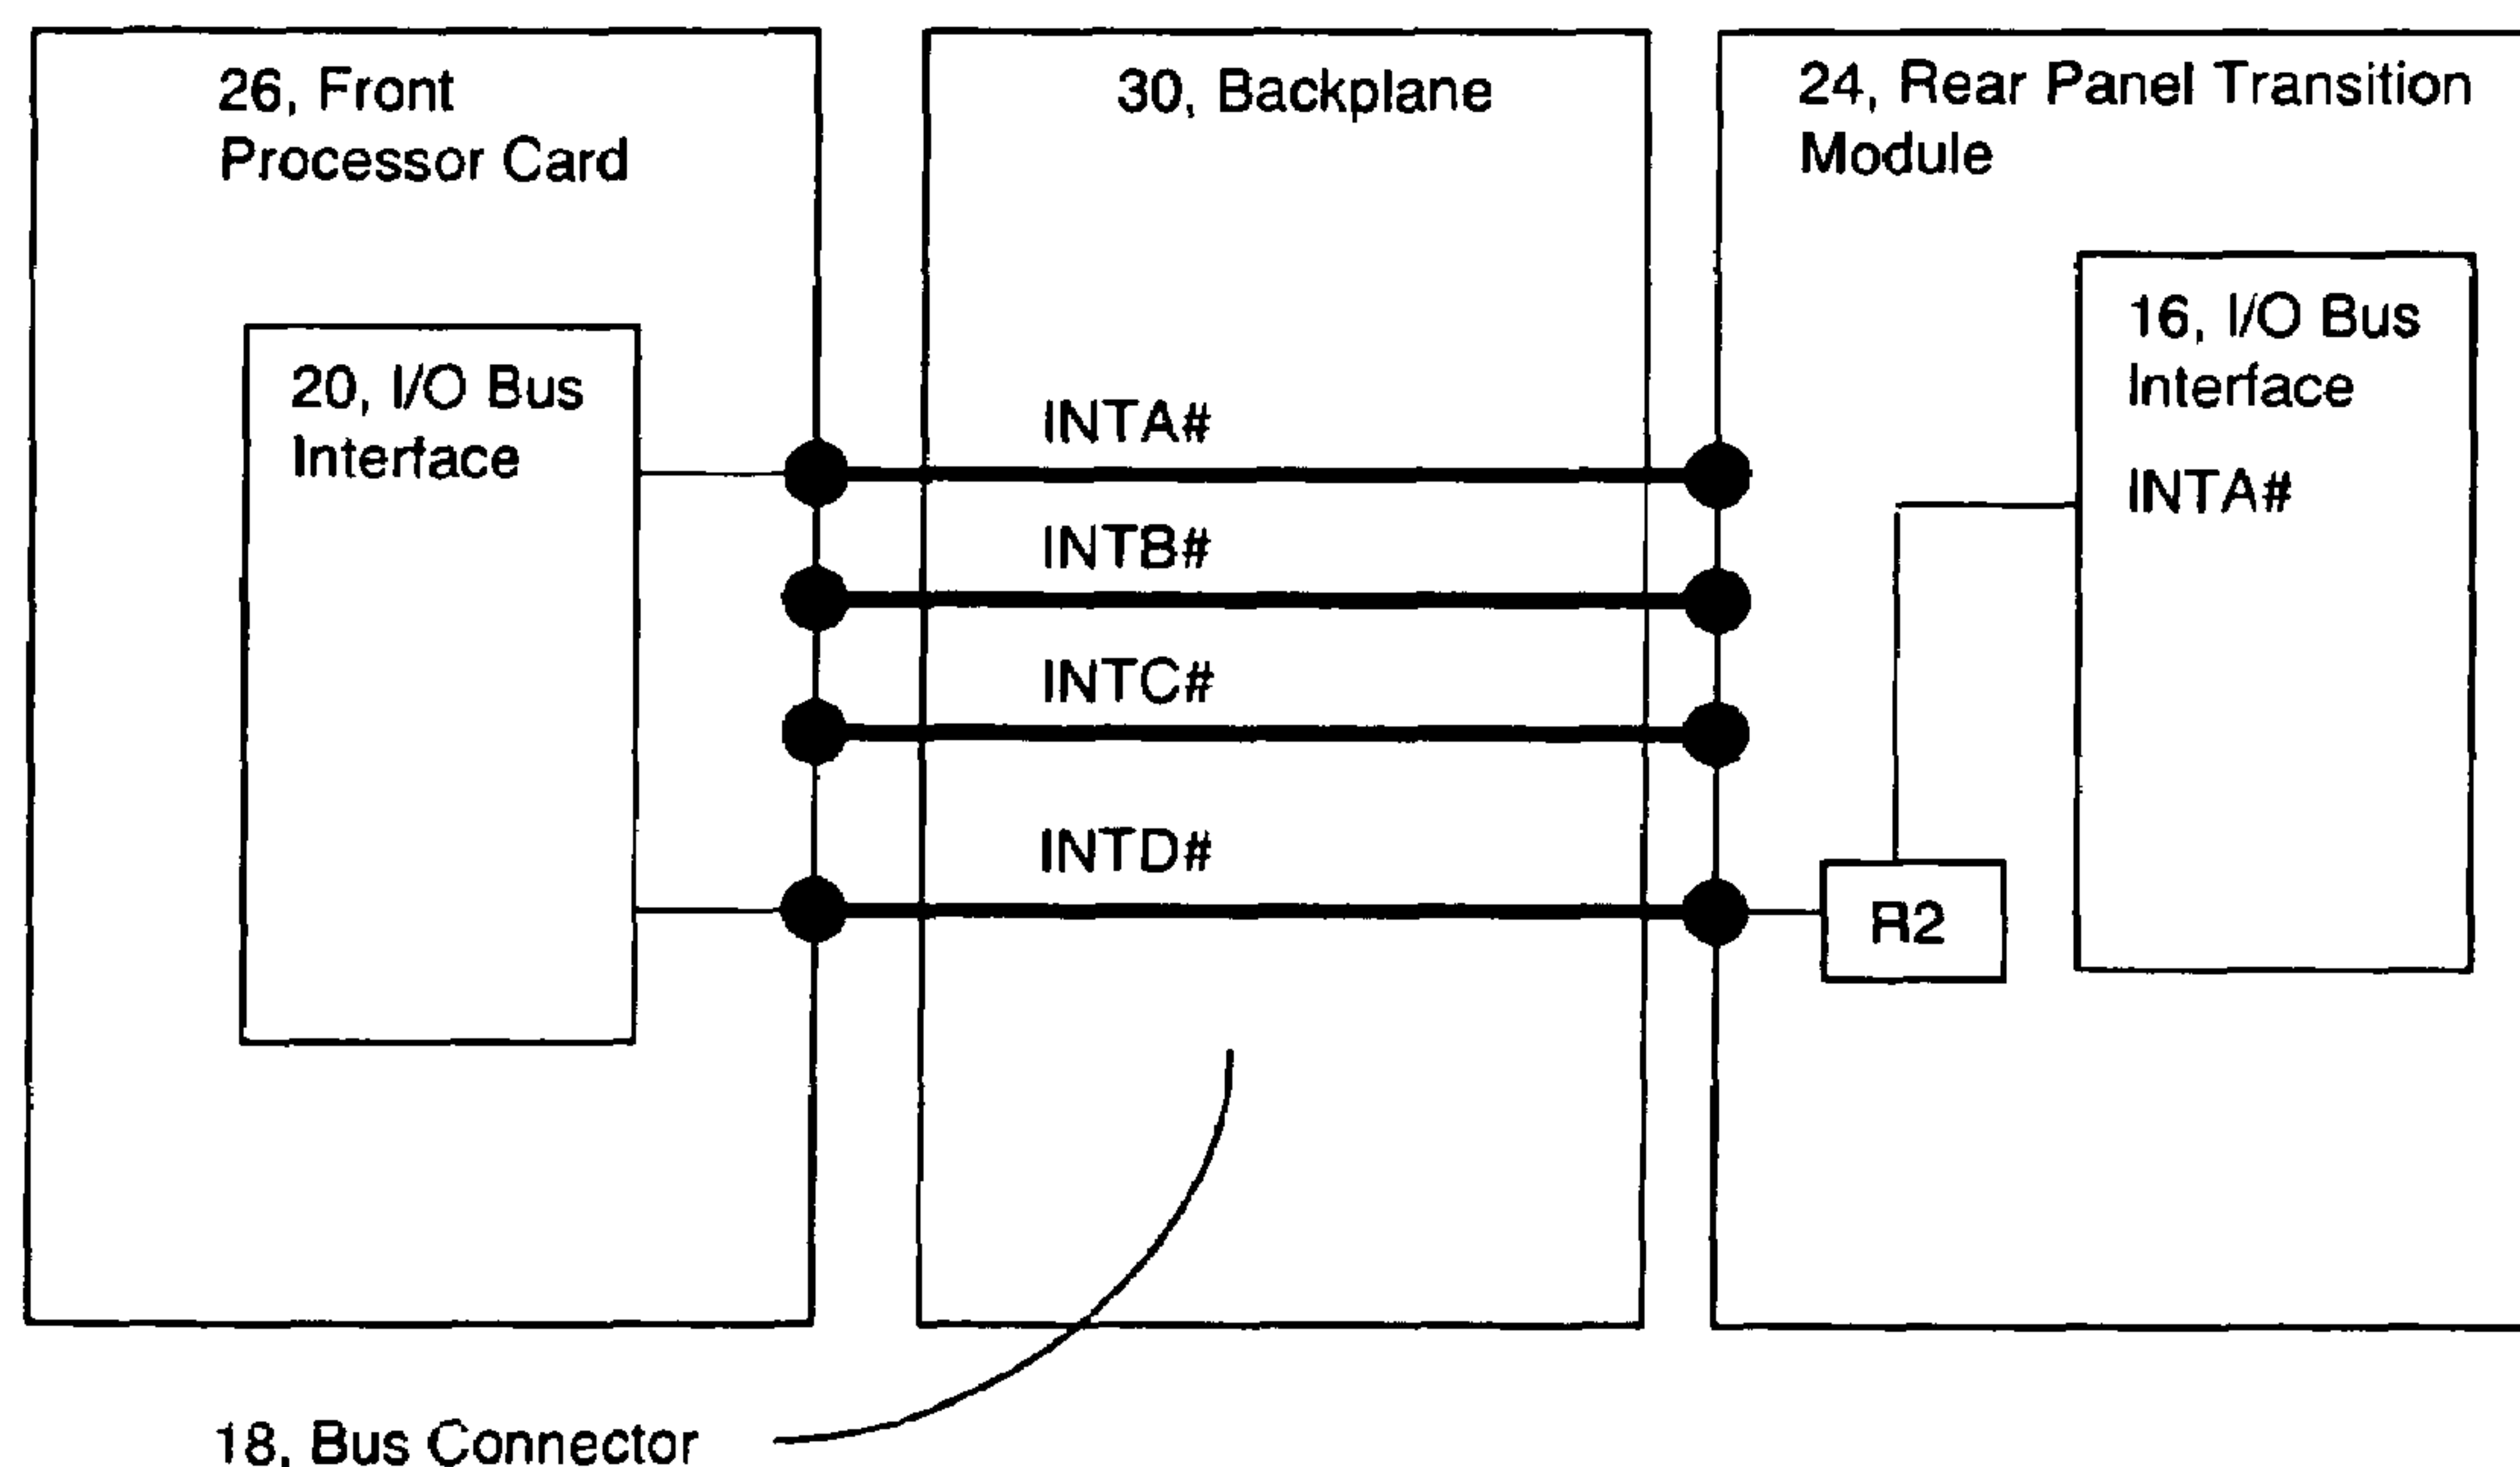 26, Front
Processor Card
30, Backplane
24, Rear Panel Transition
Module
20, I/O Bus
Interface
16, I/O Bus
Interface
INTA#
INTA#
INTB#
INTC#
INTD#
R2
18, Bus Connector